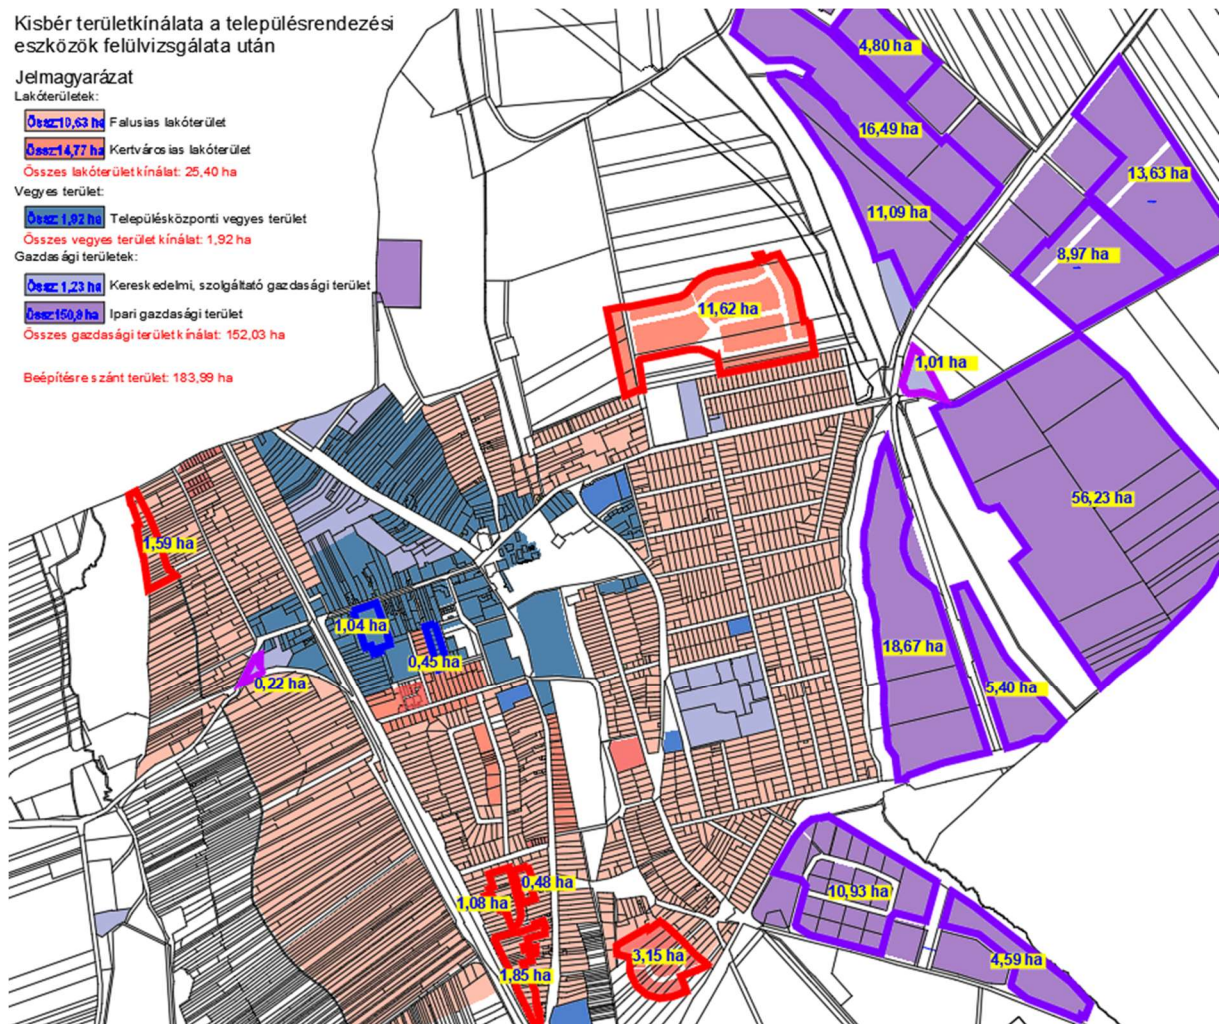 Kisbér területkínálata a településrendezési
eszközök felülvizsgálata után
Jelmagyarázat
Lakóterületek:
Össz:10,63 ha Falusias lakóterület
Össz:14,77 ha Kertvárosias lakóterület
Összes lakóterület kínálat: 25,40 ha
Vegyes terület:
Össz: 1,92 ha Településközponti vegyes terület
Összes vegyes terület kínálat: 1,92 ha
Gazdasági területek:
Össz: 1,23 ha Kereskedelmi, szolgáltató gazdasági terület
Ipari gazdasági terület
Összes gazdasági terület kínálat: 152,03 ha
Beépítésre szánt terület: 183,99 ha
4,80 ha
16,49 ha
13,63 ha
11,09 ha
8,97 ha
11,62 ha
1,01 ha
56,23 ha
1,59 ha
1,04 ha
0,45 ha
18,67 ha
0,22 ha
5,40 ha
0,48 ha
1,08 ha
10,93 ha
3,15 ha
4,59 ha
1,85 ha